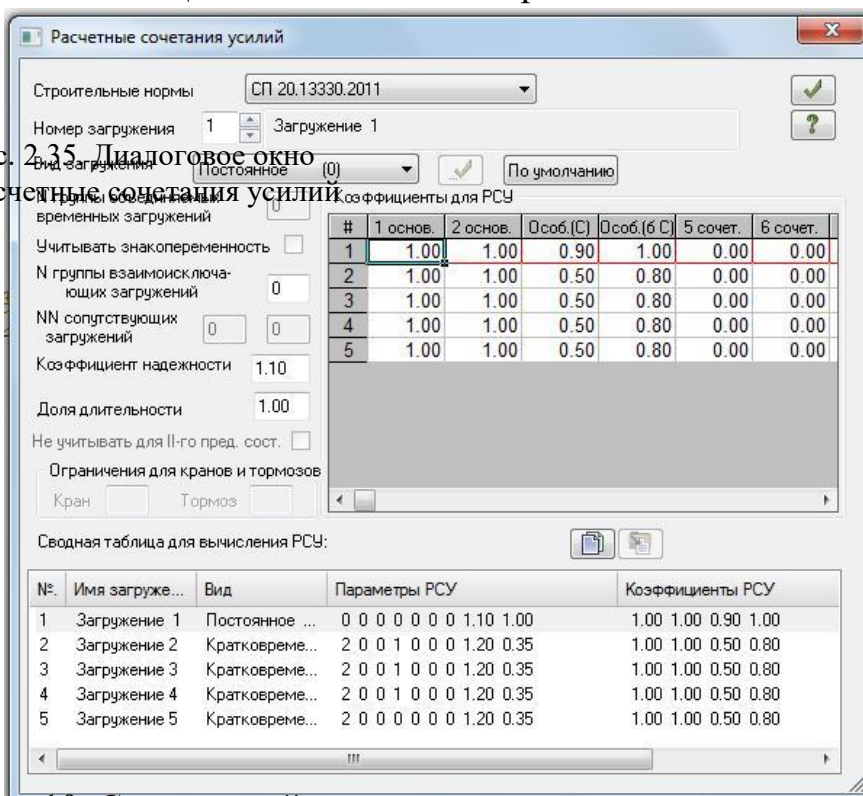 Расчетные сочетания усилий
Строительные нормы СП 20.13330.2011
Номер загружения 1 Загружение 1
с. 2.35. Диалоговое окно
Вид загружения Постоянное (0) По умолчанию
счетные сочетания усилий
N группы объединяемых временных загружений 0
Коэффициенты для РСУ
Учитывать знакопеременность
N группы взаимоисключа-
ющих загружений 0
NN сопутствующих
загружений 0 0
Коэффициент надежности 1.10
Доля длительности 1.00
Не учитывать для II-го пред. сост.
Ограничения для кранов и тормозов
Кран Тормоз
# 1 основ. 2 основ. Особ.(С) Особ.(б С) 5 сочет. 6 сочет.
1 1.00 1.00 0.90 1.00 0.00 0.00
2 1.00 1.00 0.50 0.80 0.00 0.00
3 1.00 1.00 0.50 0.80 0.00 0.00
4 1.00 1.00 0.50 0.80 0.00 0.00
5 1.00 1.00 0.50 0.80 0.00 0.00
Сводная таблица для вычисления РСУ:
№. Имя загруже... Вид Параметры РСУ Коэффициенты РСУ
1 Загружение 1 Постоянное ... 0 0 0 0 0 0 0 1.10 1.00 1.00 1.00 0.90 1.00
2 Загружение 2 Кратковреме... 2 0 0 1 0 0 0 1.20 0.35 1.00 1.00 0.50 0.80
3 Загружение 3 Кратковреме... 2 0 0 1 0 0 0 1.20 0.35 1.00 1.00 0.50 0.80
4 Загружение 4 Кратковреме... 2 0 0 1 0 0 0 1.20 0.35 1.00 1.00 0.50 0.80
5 Загружение 5 Кратковреме... 2 0 0 0 0 0 0 1.20 0.35 1.00 1.00 0.50 0.80